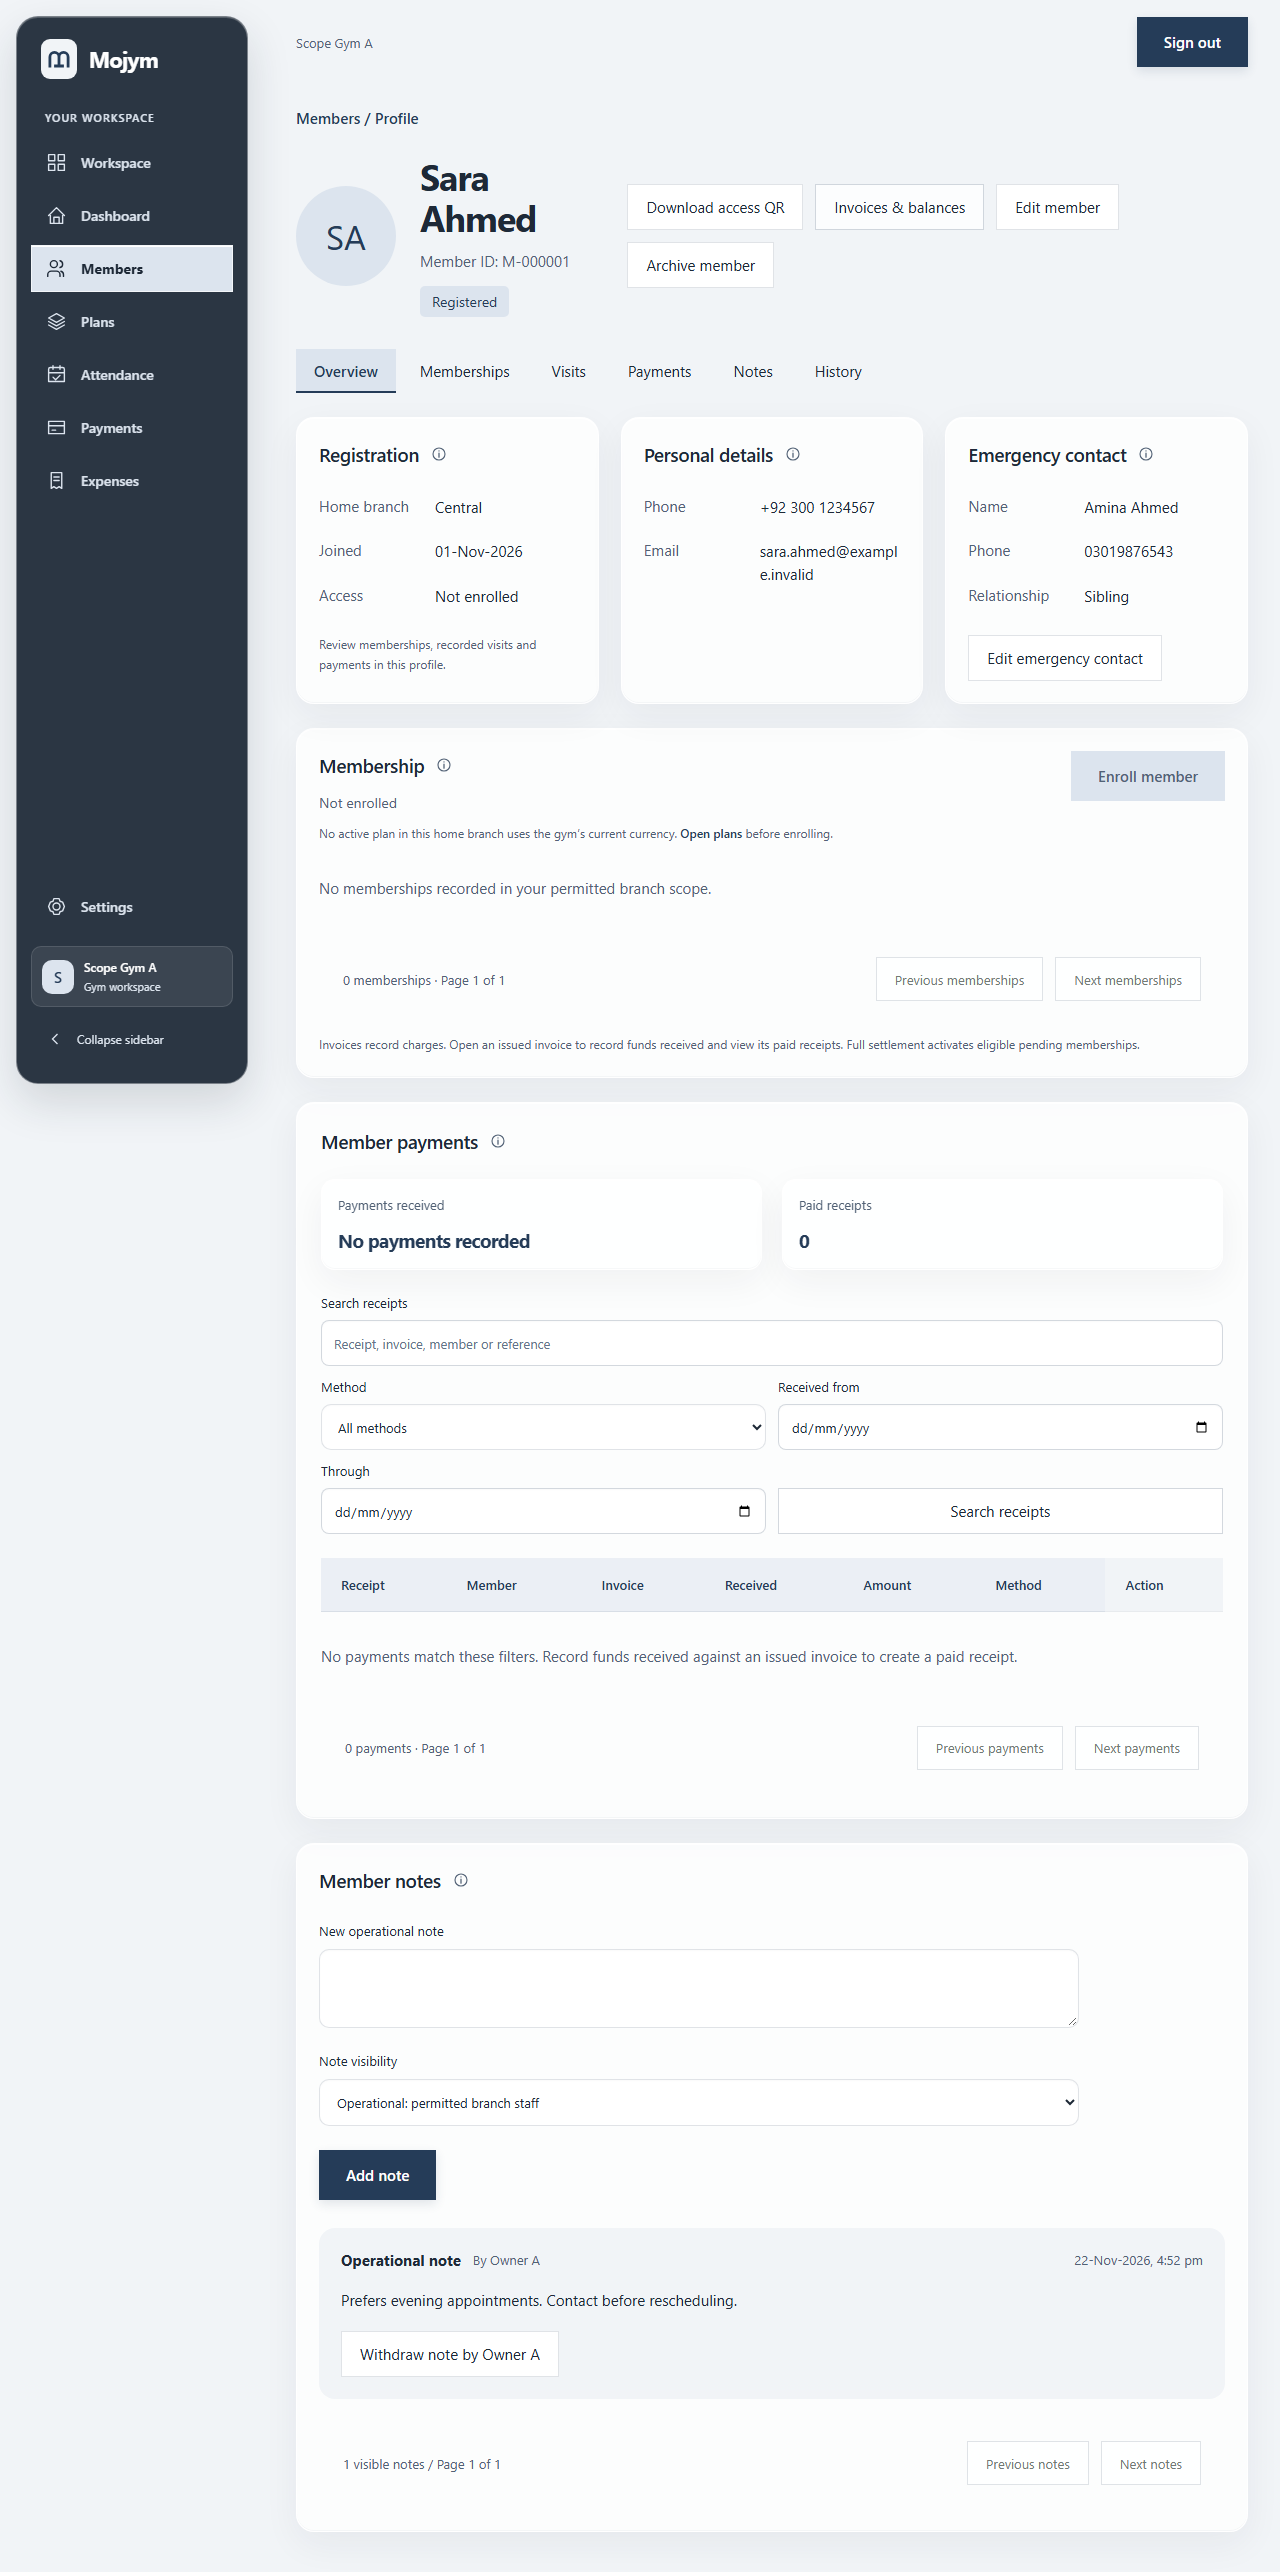 Mojym
YOUR WORKSPACE
Workspace
Dashboard
Members
Plans
Attendance
Payments
Expenses
Settings
S
Scope Gym A
Gym workspace
Collapse sidebar
Scope Gym A
Sign out
Members / Profile
SA
Sara
Ahmed
Member ID: M-000001
Registered
Download access QR
Invoices & balances
Edit member
Archive member
Overview
Memberships
Visits
Payments
Notes
History
Registration
Home branch Central
Joined 01-Nov-2026
Access Not enrolled
Review memberships, recorded visits and
payments in this profile.
Personal details
Phone +92 300 1234567
Email sara.ahmed@exampl
e.invalid
Emergency contact
Name Amina Ahmed
Phone 03019876543
Relationship Sibling
Edit emergency contact
Membership
Enroll member
Not enrolled
No active plan in this home branch uses the gym's current currency. Open plans before enrolling.
No memberships recorded in your permitted branch scope.
0 memberships · Page 1 of 1
Previous memberships
Next memberships
Invoices record charges. Open an issued invoice to record funds received and view its paid receipts. Full settlement activates eligible pending memberships.
Member payments
Payments received
No payments recorded
Paid receipts
0
Search receipts
Receipt, invoice, member or reference
Method
All methods
Received from
dd/mm/yyyy
Through
dd/mm/yyyy
Search receipts
Receipt Member Invoice Received Amount Method Action
No payments match these filters. Record funds received against an issued invoice to create a paid receipt.
0 payments · Page 1 of 1
Previous payments
Next payments
Member notes
New operational note
Note visibility
Operational: permitted branch staff
Add note
Operational note By Owner A 22-Nov-2026, 4:52 pm
Prefers evening appointments. Contact before rescheduling.
Withdraw note by Owner A
1 visible notes / Page 1 of 1
Previous notes
Next notes